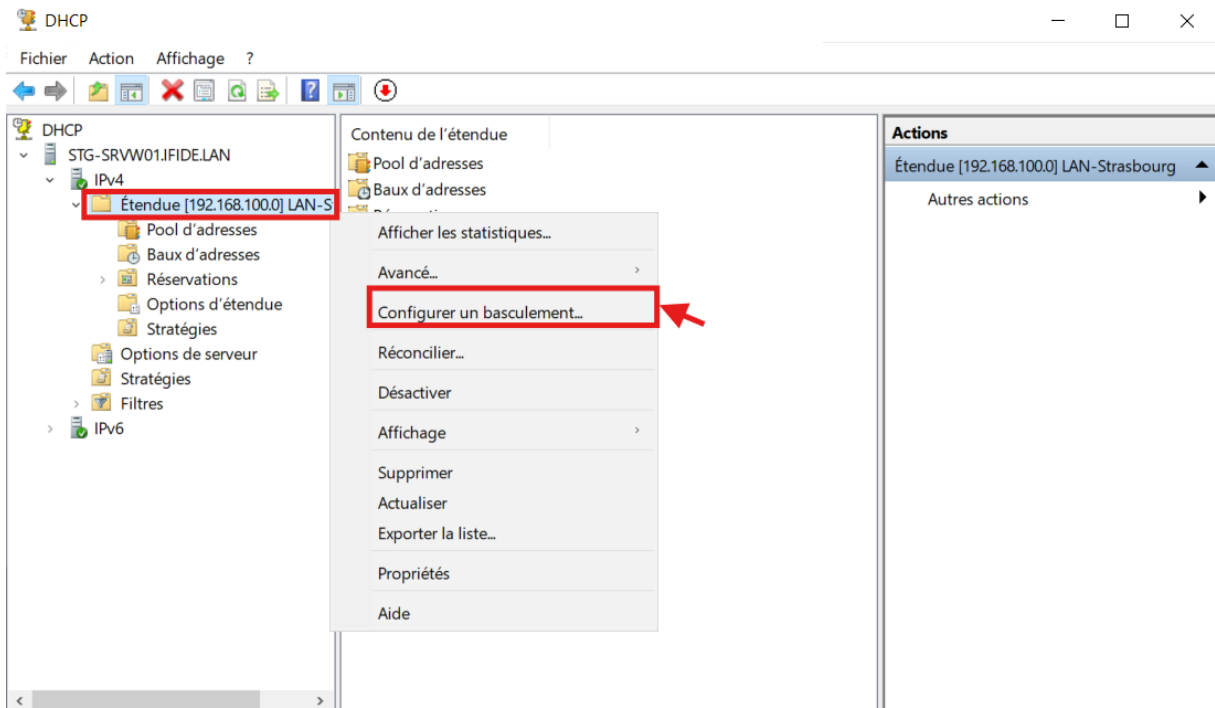 DHCP
Fichier Action Affichage ?
DHCP
STG-SRVW01.IFIDE.LAN
IPv4
Étendue [192.168.100.0] LAN-S
Pool d'adresses
Baux d'adresses
Réservations
Options d'étendue
Stratégies
Options de serveur
Stratégies
Filtres
IPv6
Contenu de l'étendue
Pool d'adresses
Baux d'adresses
Afficher les statistiques...
Avancé...
Configurer un basculement...
Réconcilier...
Désactiver
Affichage
Supprimer
Actualiser
Exporter la liste...
Propriétés
Aide
Actions
Étendue [192.168.100.0] LAN-Strasbourg
Autres actions